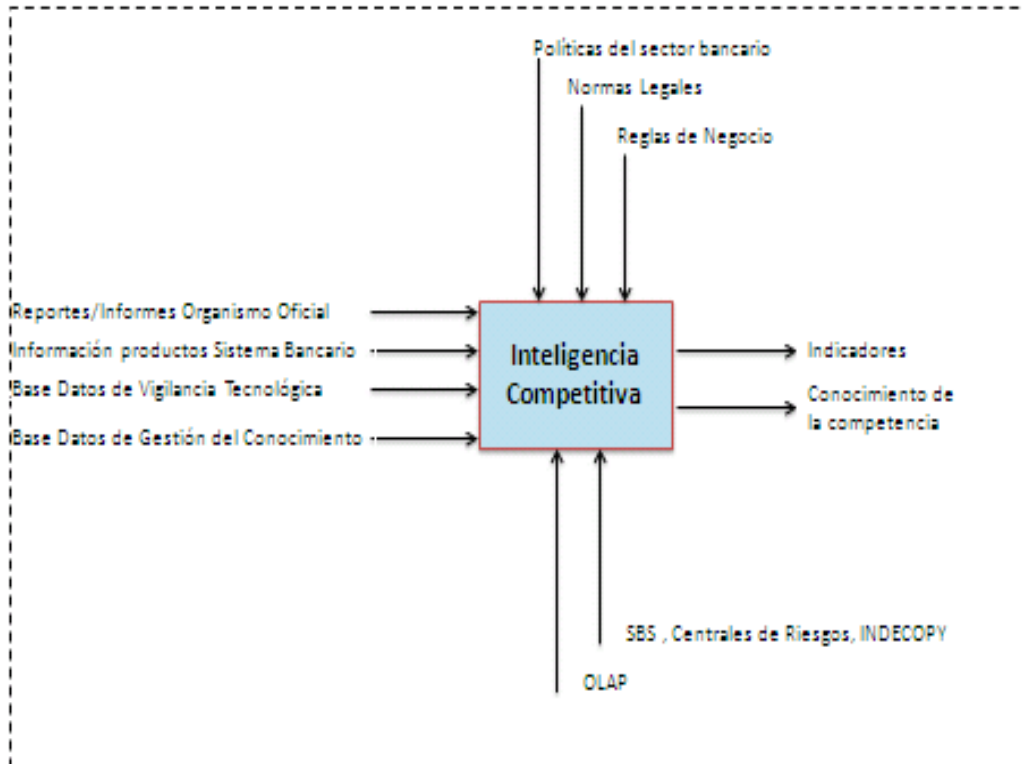 Políticas del sector bancario
Normas Legales
Reglas de Negocio
Reportes/Informes Organismo Oficial
Información productos Sistema Bancario
Base Datos de Vigilancia Tecnológica
Base Datos de Gestión del Conocimiento
Inteligencia
Competitiva
Indicadores
Conocimiento de
la competencia
SBS , Centrales de Riesgos, INDECOPY
OLAP